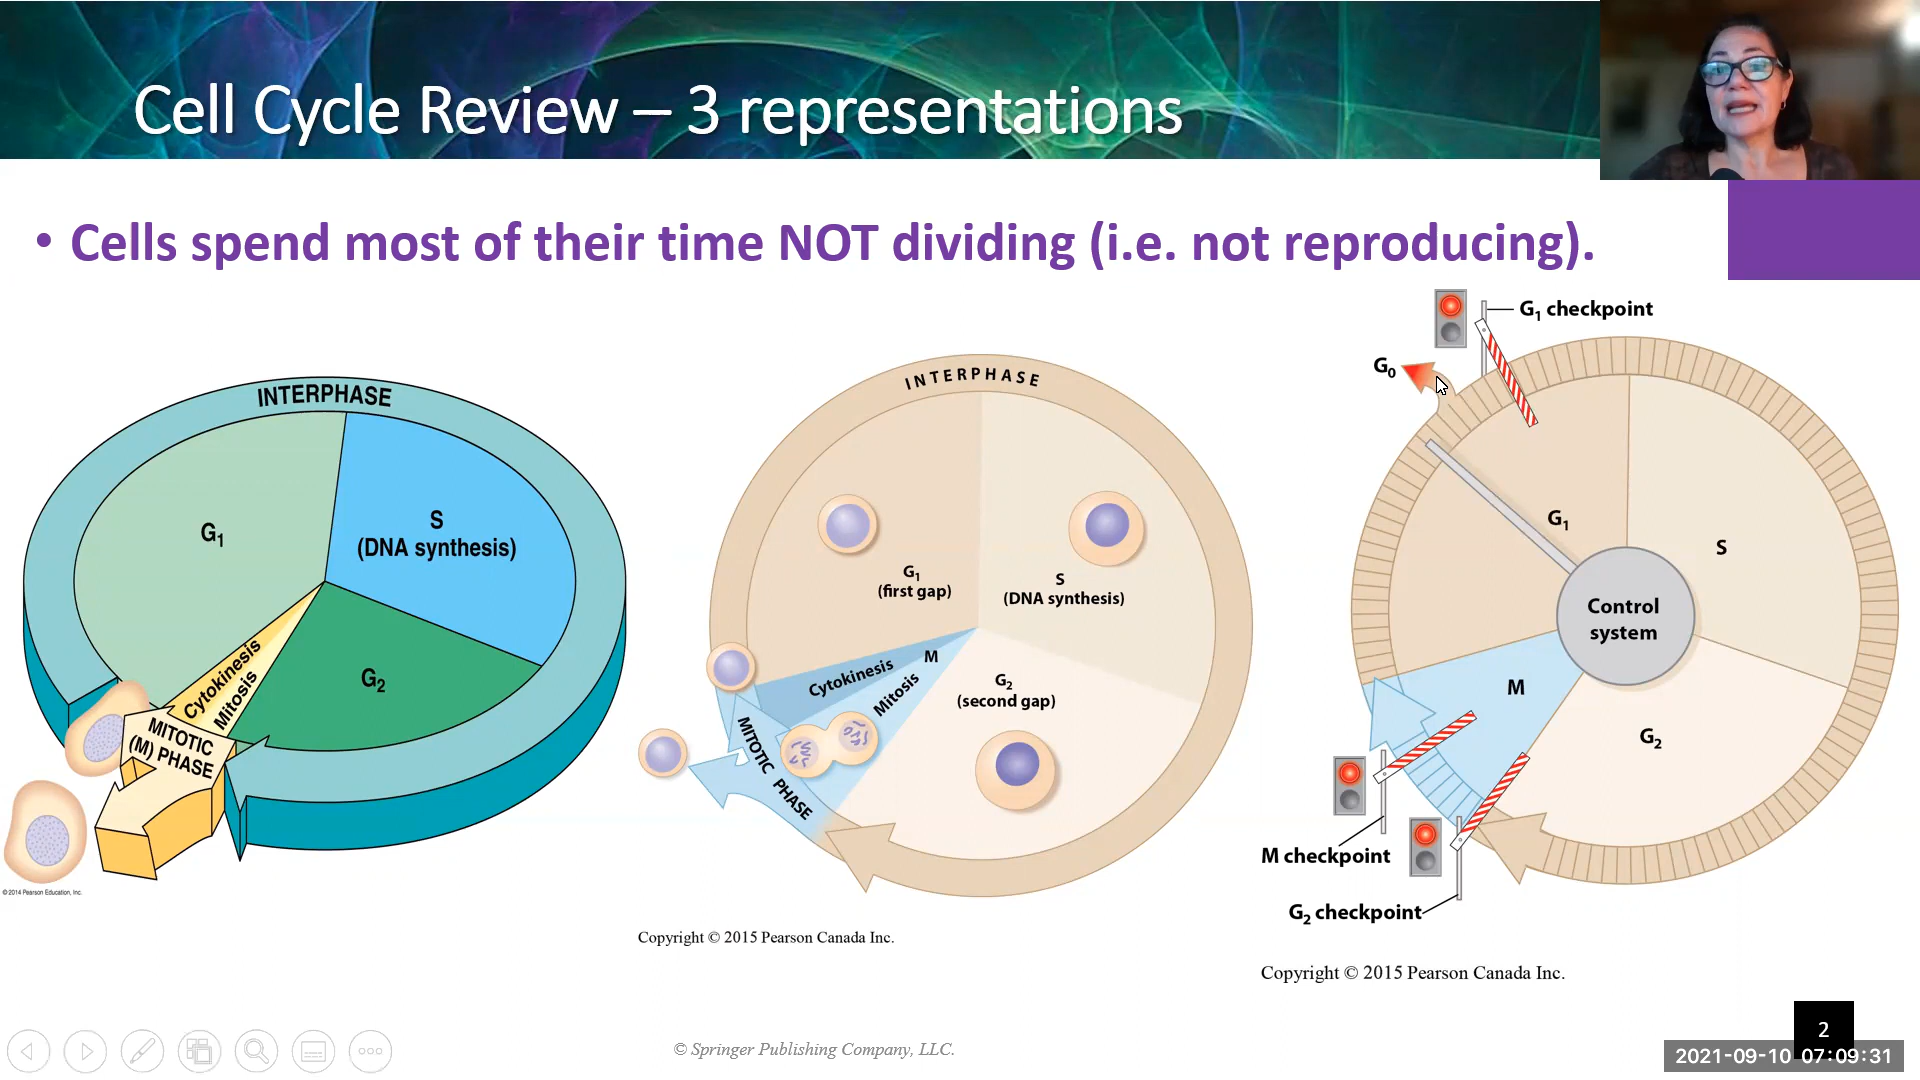 Cell Cycle Review – 3 representations
• Cells spend most of their time NOT dividing (i.e. not reproducing).
INTERPHASE
G1
S
(DNA synthesis)
G2
Cytokinesis
Mitosis
MITOTIC
(M) PHASE
© 2014 Pearson Education, Inc.
INTERPHASE
G1
(first gap)
S
(DNA synthesis)
Cytokinesis
M
Mitosis
G2
(second gap)
MITOTIC PHASE
Copyright © 2015 Pearson Canada Inc.
G1 checkpoint
G0
G1
S
Control
system
M
G2
M checkpoint
G2 checkpoint
Copyright © 2015 Pearson Canada Inc.
© Springer Publishing Company, LLC.
2
2021-09-10 07:09:31